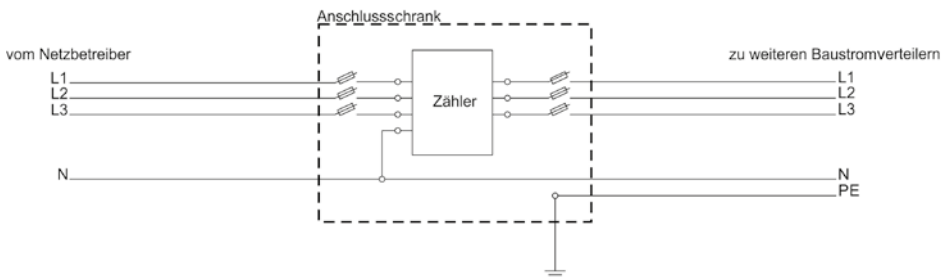 Anschlussschrank
vom Netzbetreiber
zu weiteren Baustromverteilern
L1
L1
L2
L2
L3
L3
Zähler
N
N
PE